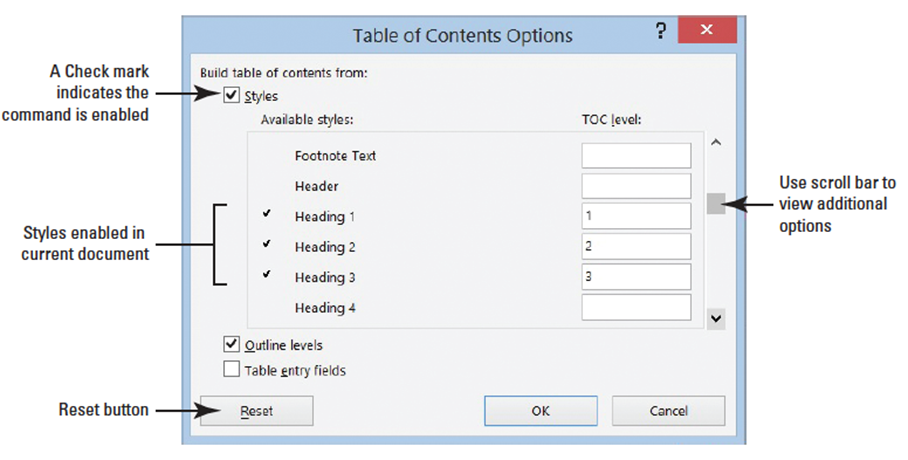 Table of Contents Options
?
x
A Check mark
indicates the
command is enabled
Build table of contents from:
Styles
Available styles:
TOC level:
Footnote Text
Header
Heading 1
1
Heading 2
2
Heading 3
3
Heading 4
Styles enabled in
current document
Use scroll bar to
view additional
options
Outline levels
Table entry fields
Reset button
Reset
OK
Cancel